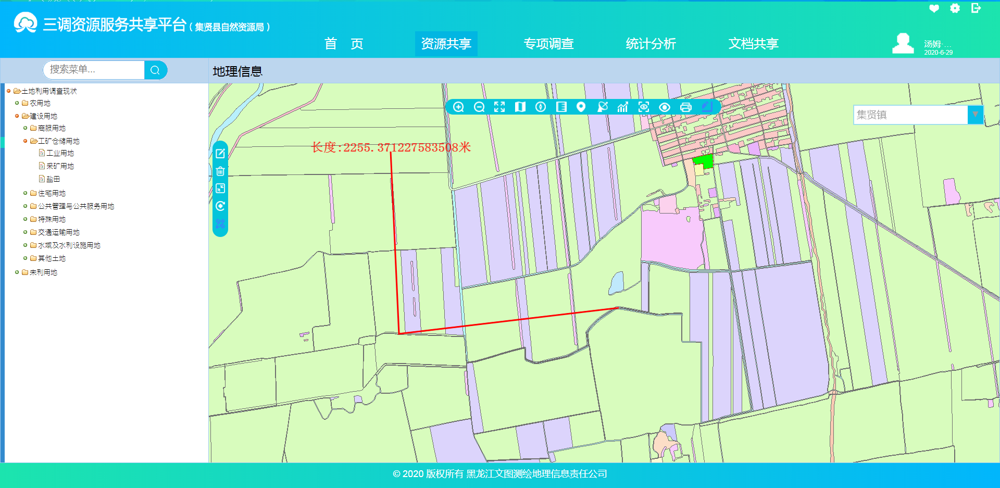 三调资源服务共享平台(集贤县自然资源局)
首 页
资源共享
专项调查
统计分析
文档共享
汤姆-...
2020-6-29
搜索菜单...
地理信息
土地利用调查现状
农用地
建设用地
商服用地
工矿仓储用地
工业用地
采矿用地
盐田
住宅用地
公共管理与公共服务用地
特殊用地
交通运输用地
水域及水利设施用地
其他土地
未利用地
集贤镇
长度:2255.371227583508米
© 2020 版权所有 黑龙江文图测绘地理信息责任公司